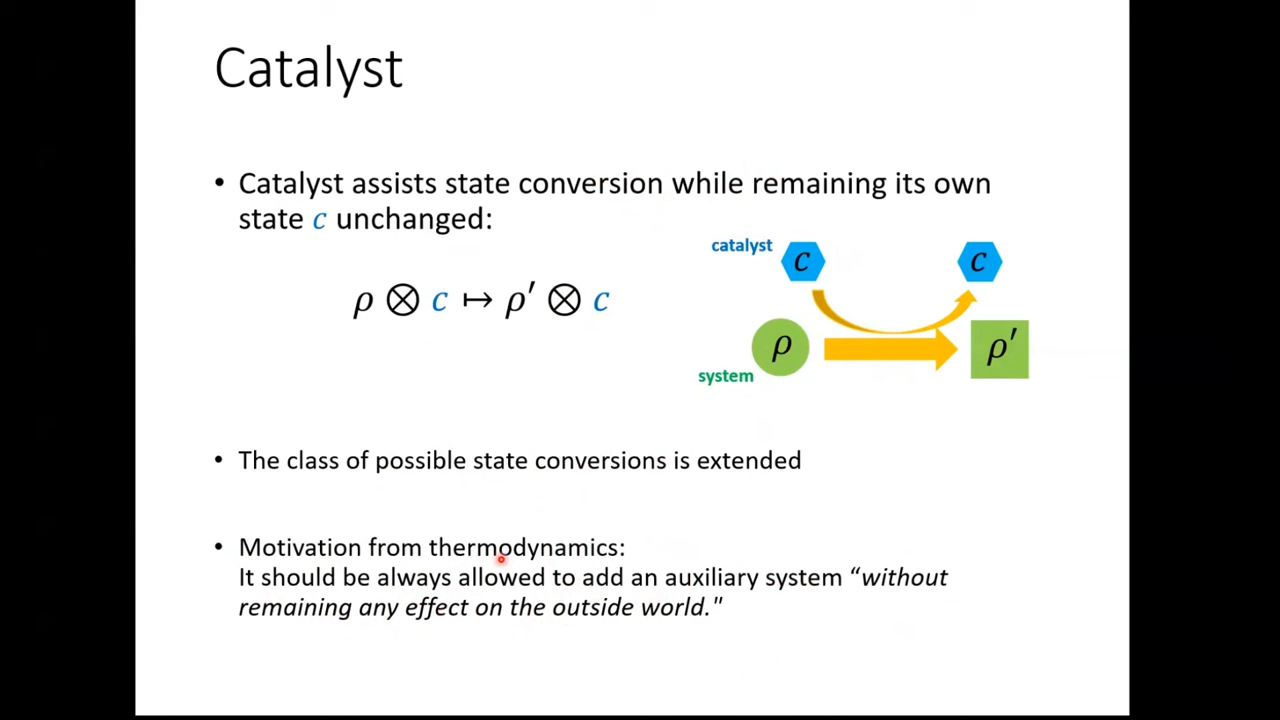 Catalyst
• Catalyst assists state conversion while remaining its own
state c unchanged:
ρ ⊗ c ↦ ρ′ ⊗ c
catalyst
c
c
ρ
ρ′
system
• The class of possible state conversions is extended
• Motivation from thermodynamics:
It should be always allowed to add an auxiliary system “without
remaining any effect on the outside world."